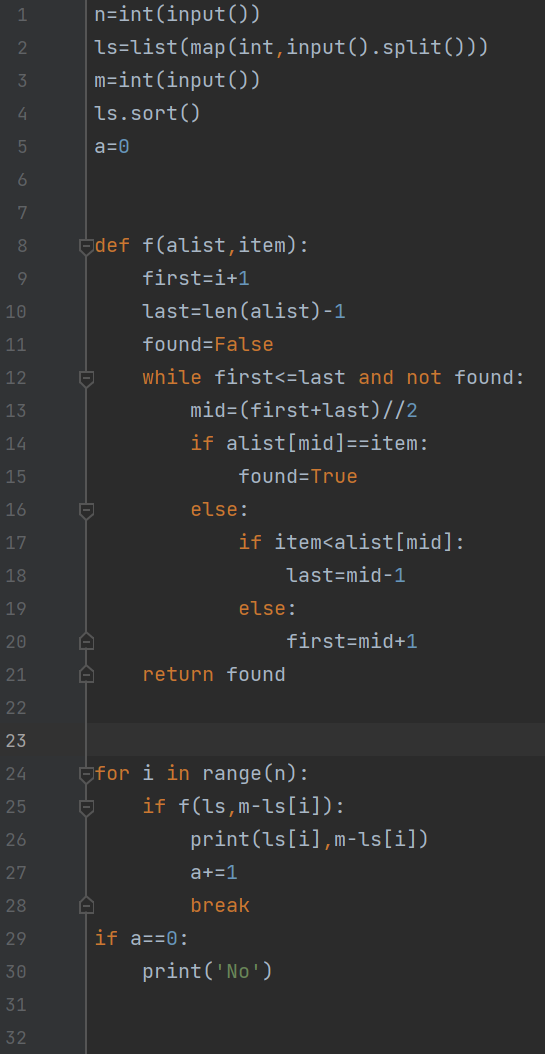 1 n=int(input())
2 ls=list(map(int,input().split()))
3 m=int(input())
4 ls.sort()
5 a=0
6
7
8 def f(alist,item):
9     first=i+1
10     last=len(alist)-1
11     found=False
12     while first<=last and not found:
13         mid=(first+last)//2
14         if alist[mid]==item:
15             found=True
16         else:
17             if item<alist[mid]:
18                 last=mid-1
19             else:
20                 first=mid+1
21     return found
22
23
24 for i in range(n):
25     if f(ls,m-ls[i]):
26         print(ls[i],m-ls[i])
27         a+=1
28         break
29 if a==0:
30     print('No')
31
32